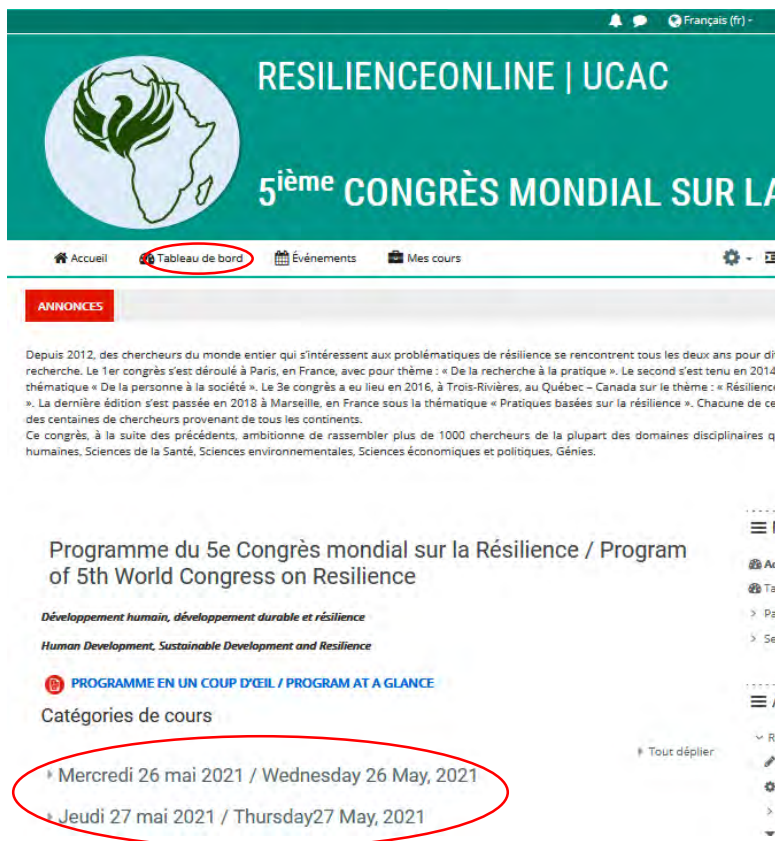 Français (fr)
RESILIENCEONLINE | UCAC
5ième CONGRÈS MONDIAL SUR LA
Accueil Tableau de bord Événements Mes cours
ANNONCES
Depuis 2012, des chercheurs du monde entier qui s'intéressent aux problématiques de résilience se rencontrent tous les deux ans pour di
recherche. Le 1er congrès s'est déroulé à Paris, en France, avec pour thème : « De la recherche à la pratique ». Le second s'est tenu en 2014
thématique « De la personne à la société ». Le 3e congrès a eu lieu en 2016, à Trois-Rivières, au Québec – Canada sur le thème : « Résilience
». La dernière édition s'est passée en 2018 à Marseille, en France sous la thématique « Pratiques basées sur la résilience ». Chacune de ce
des centaines de chercheurs provenant de tous les continents.
Ce congrès, à la suite des précédents, ambitionne de rassembler plus de 1000 chercheurs de la plupart des domaines disciplinaires q
humaines, Sciences de la Santé, Sciences environnementales, Sciences économiques et politiques, Génies.
Programme du 5e Congrès mondial sur la Résilience / Program
of 5th World Congress on Resilience
Développement humain, développement durable et résilience
Human Development, Sustainable Development and Resilience
PROGRAMME EN UN COUP D'ŒIL / PROGRAM AT A GLANCE
Catégories de cours
Tout déplier
Mercredi 26 mai 2021 / Wednesday 26 May, 2021
Jeudi 27 mai 2021 / Thursday27 May, 2021
Ta
Pa
Se